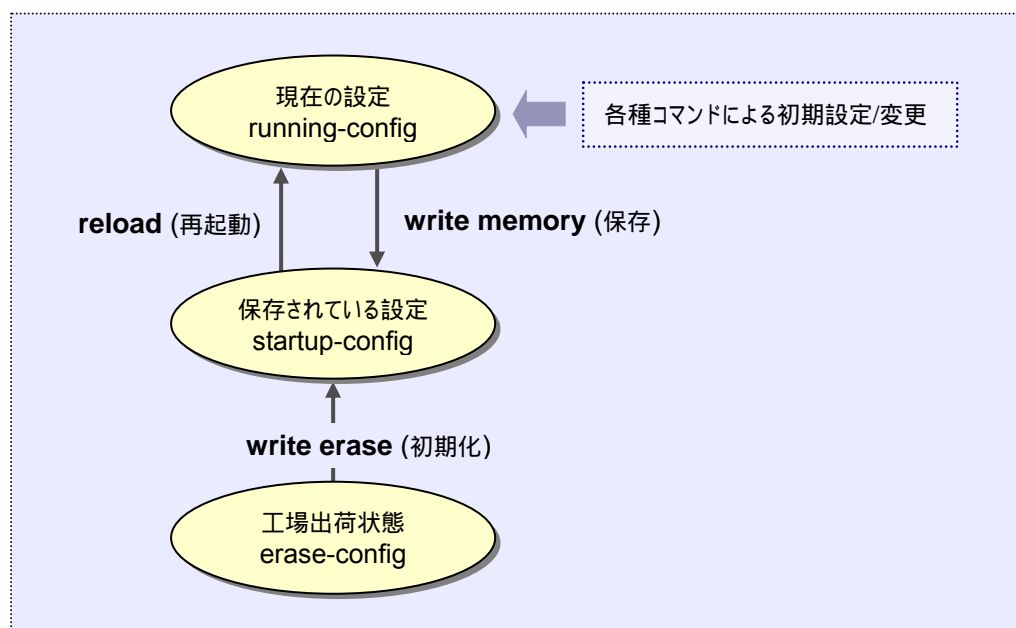 現在の設定
running-config
各種コマンドによる初期設定/変更
reload (再起動)
write memory (保存)
保存されている設定
startup-config
write erase (初期化)
工場出荷状態
erase-config